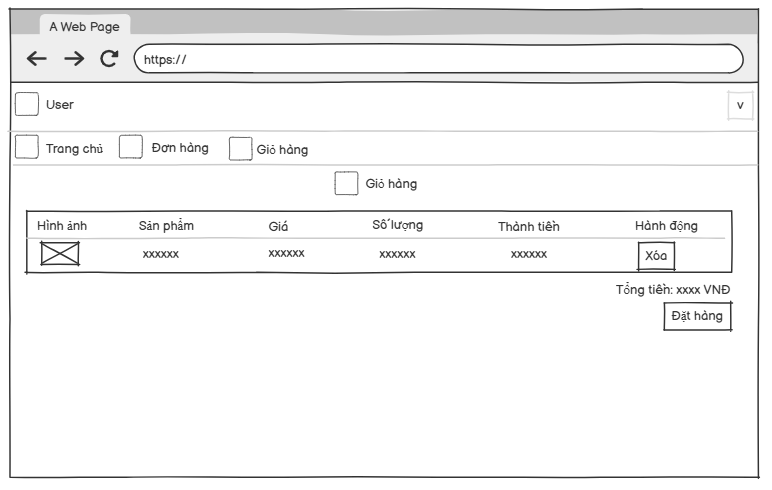 A Web Page
https://
User v
Trang chủ Đơn hàng Giỏ hàng
Giỏ hàng
Hình ảnh Sản phẩm Giá Số lượng Thành tiền Hành động
xxxxxx xxxxxx xxxxxx xxxxxx Xóa
Tổng tiền: xxxx VNĐ
Đặt hàng